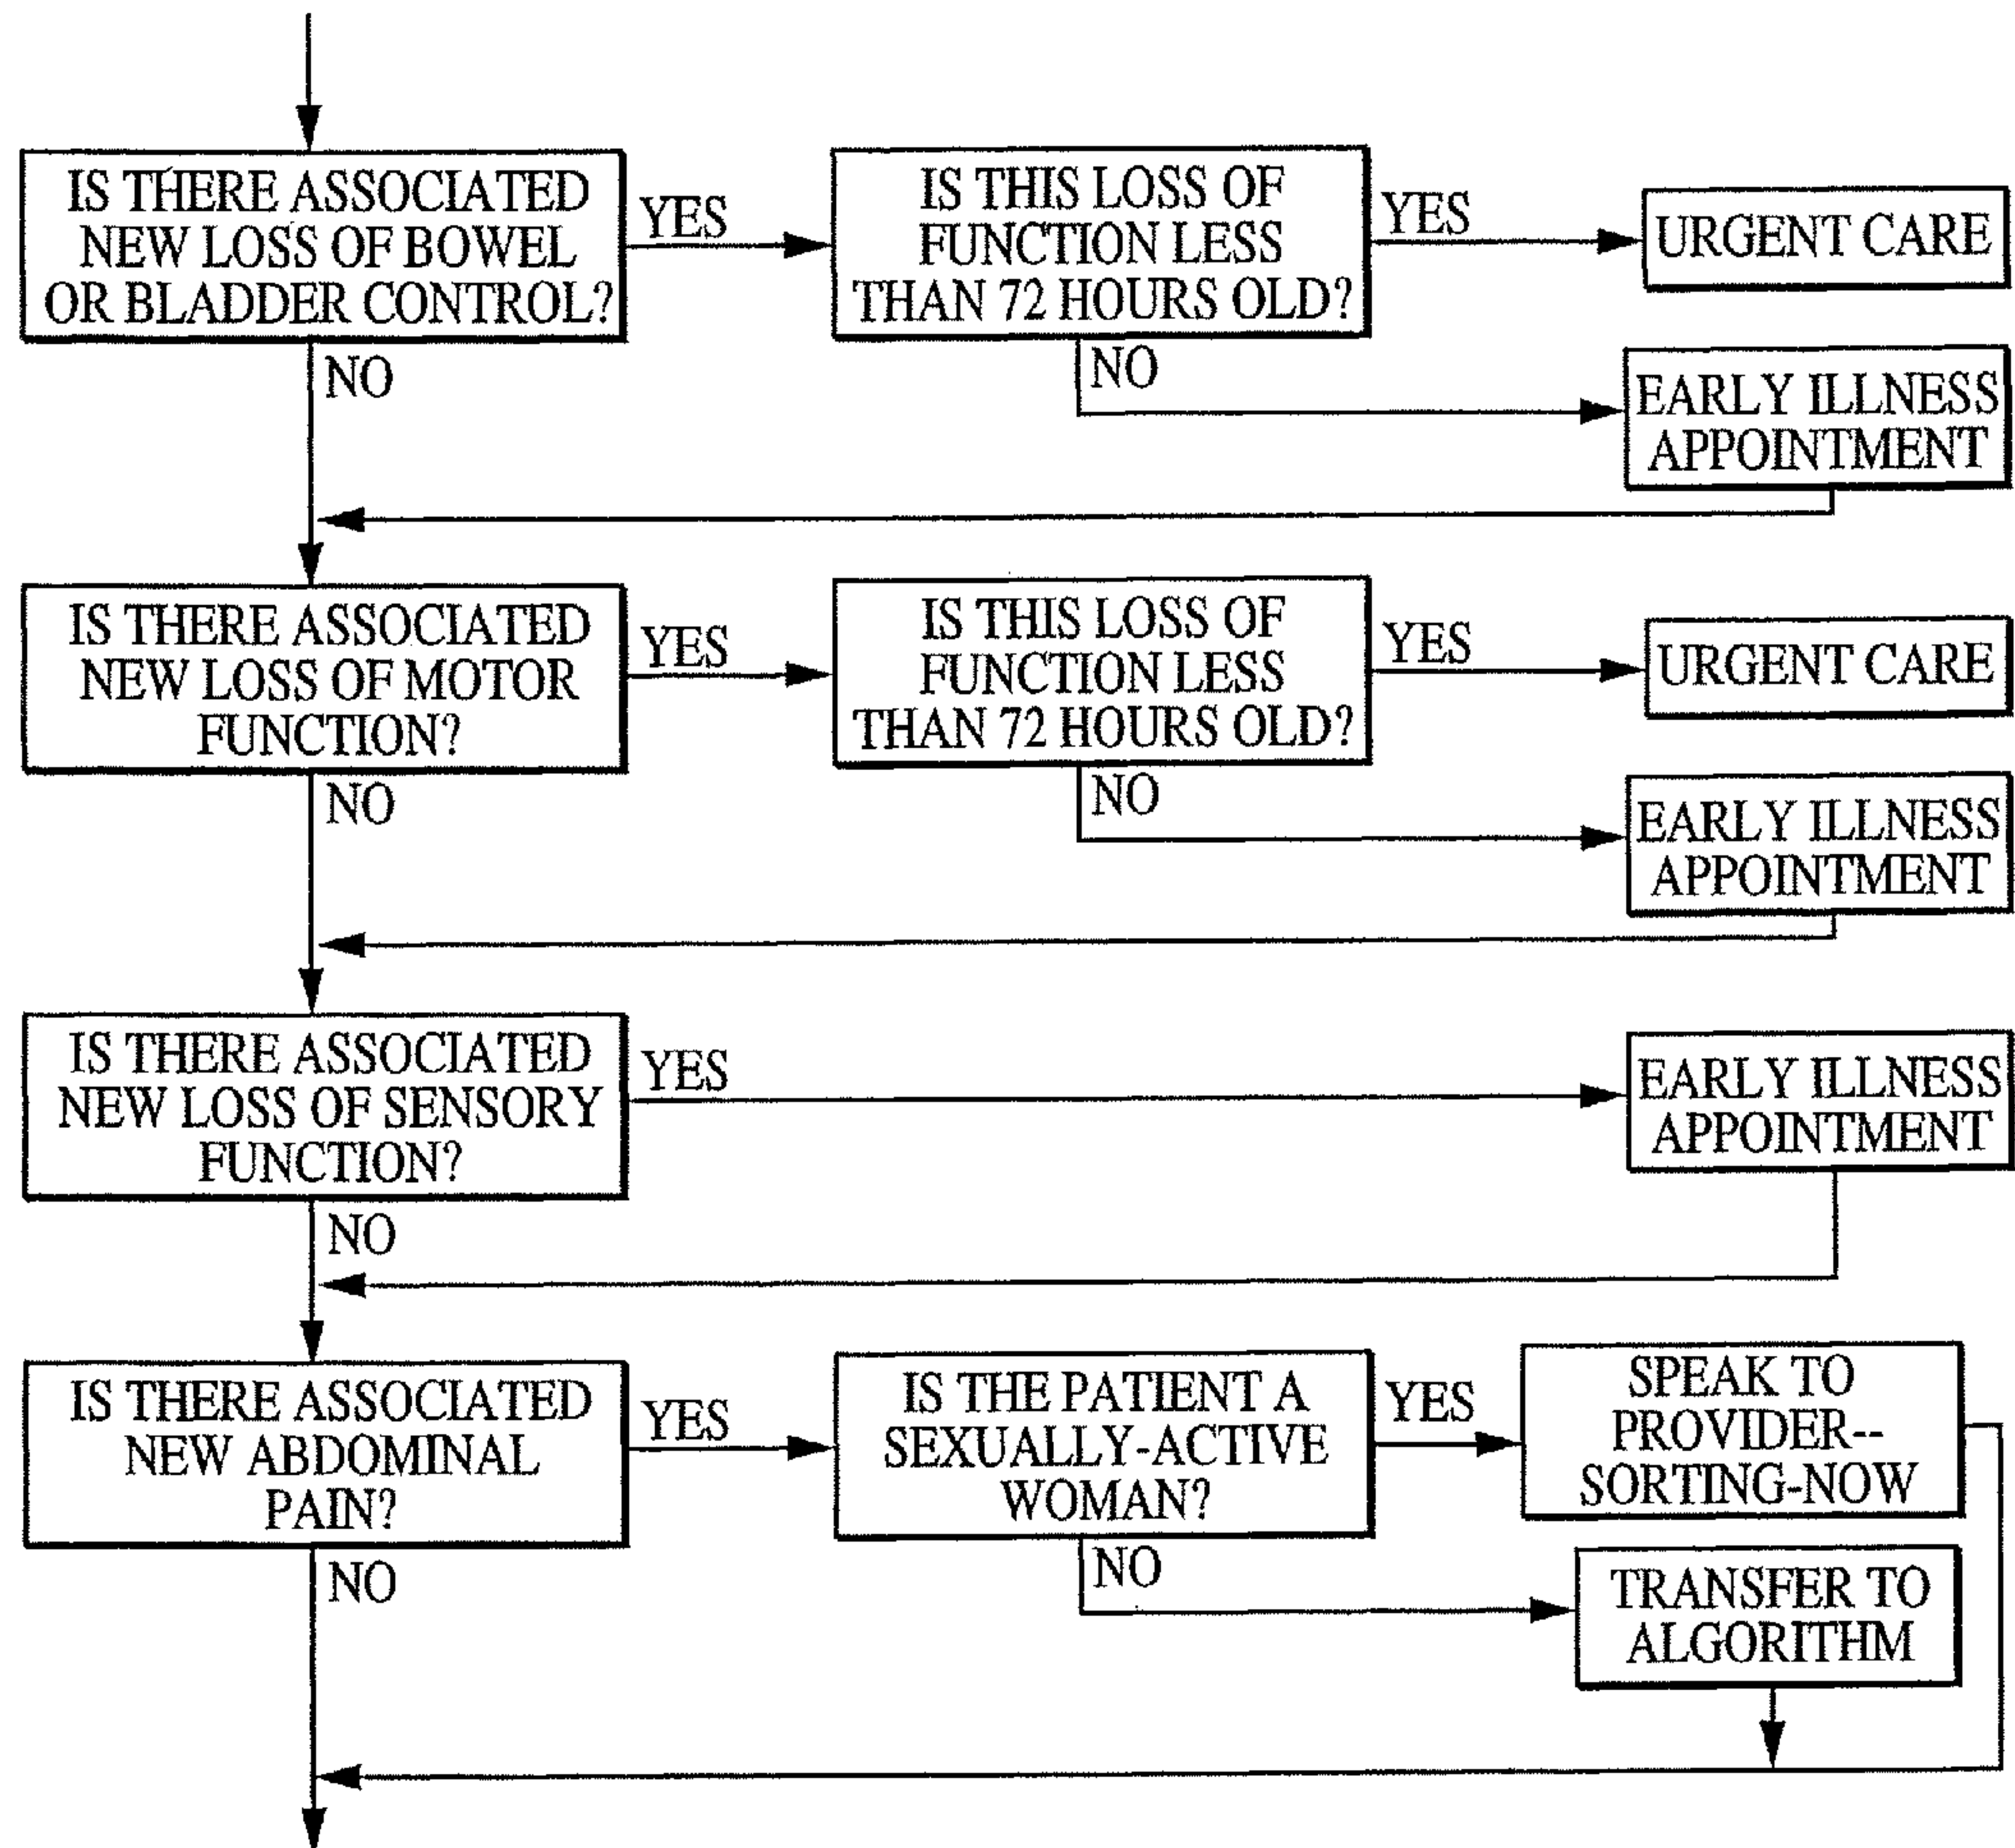 IS THERE ASSOCIATED
NEW LOSS OF BOWEL
OR BLADDER CONTROL?
YES
IS THIS LOSS OF
FUNCTION LESS
THAN 72 HOURS OLD?
YES
URGENT CARE
NO
NO
EARLY ILLNESS
APPOINTMENT
IS THERE ASSOCIATED
NEW LOSS OF MOTOR
FUNCTION?
YES
IS THIS LOSS OF
FUNCTION LESS
THAN 72 HOURS OLD?
YES
URGENT CARE
NO
NO
EARLY ILLNESS
APPOINTMENT
IS THERE ASSOCIATED
NEW LOSS OF SENSORY
FUNCTION?
YES
EARLY ILLNESS
APPOINTMENT
NO
IS THERE ASSOCIATED
NEW ABDOMINAL
PAIN?
YES
IS THE PATIENT A
SEXUALLY-ACTIVE
WOMAN?
YES
SPEAK TO
PROVIDER--
SORTING-NOW
NO
NO
TRANSFER TO
ALGORITHM